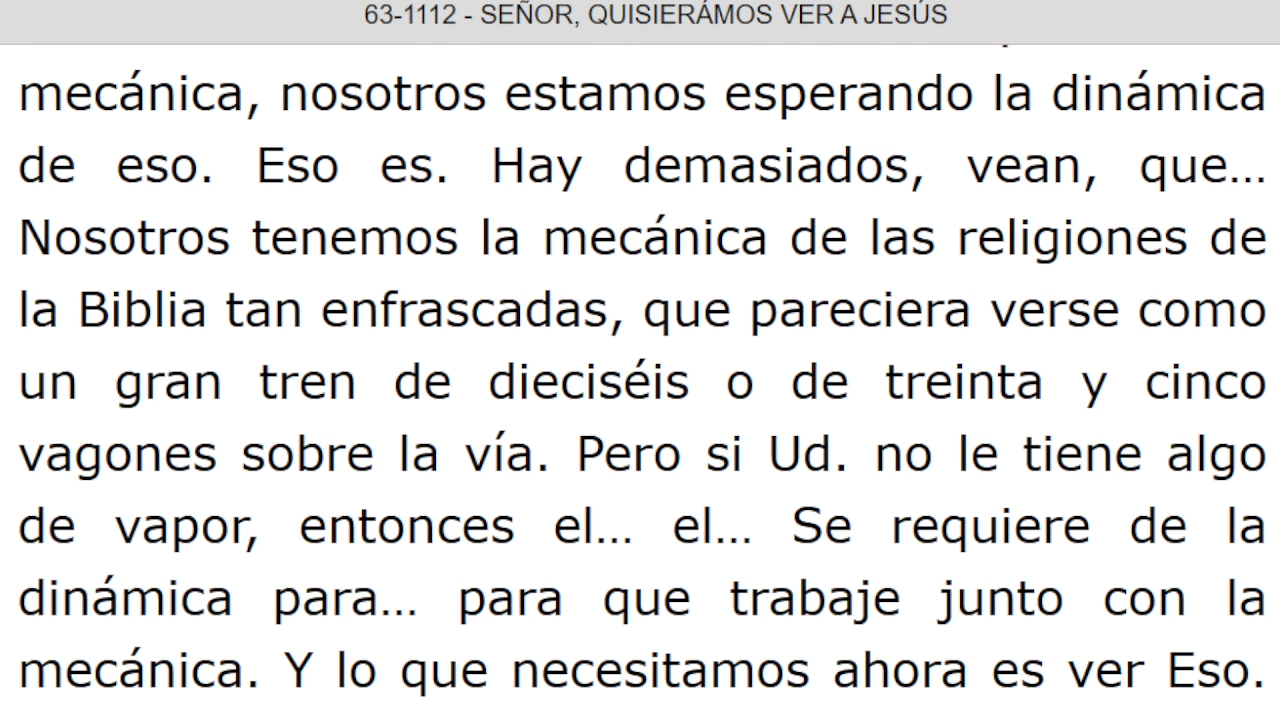 63-1112 - SEÑOR, QUISIERÁMOS VER A JESÚS
mecánica, nosotros estamos esperando la dinámica
de eso. Eso es. Hay demasiados, vean, que...
Nosotros tenemos la mecánica de las religiones de
la Biblia tan enfrascadas, que pareciera verse como
un gran tren de dieciséis o de treinta y cinco
vagones sobre la vía. Pero si Ud. no le tiene algo
de vapor, entonces el... el... Se requiere de la
dinámica para... para que trabaje junto con la
mecánica. Y lo que necesitamos ahora es ver Eso.